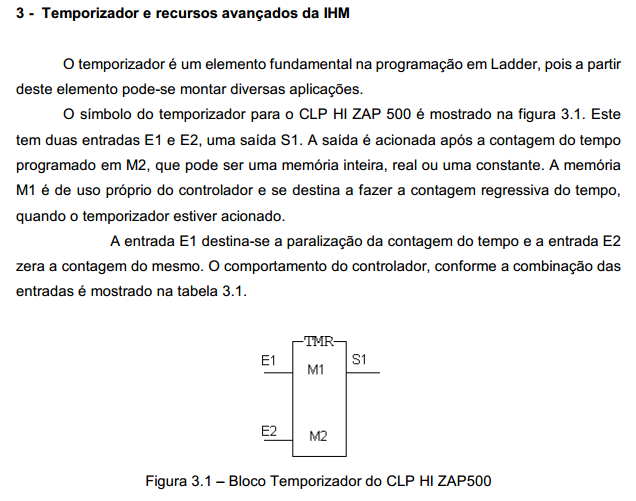 3 - Temporizador e recursos avançados da IHM
O temporizador é um elemento fundamental na programação em Ladder, pois a partir
deste elemento pode-se montar diversas aplicações.
O símbolo do temporizador para o CLP HI ZAP 500 é mostrado na figura 3.1. Este
tem duas entradas E1 e E2, uma saída S1. A saída é acionada após a contagem do tempo
programado em M2, que pode ser uma memória inteira, real ou uma constante. A memória
M1 é de uso próprio do controlador e se destina a fazer a contagem regressiva do tempo,
quando o temporizador estiver acionado.
A entrada E1 destina-se a paralização da contagem do tempo e a entrada E2
zera a contagem do mesmo. O comportamento do controlador, conforme a combinação das
entradas é mostrado na tabela 3.1.
TMR
E1
M1
S1
E2
M2
Figura 3.1 – Bloco Temporizador do CLP HI ZAP500